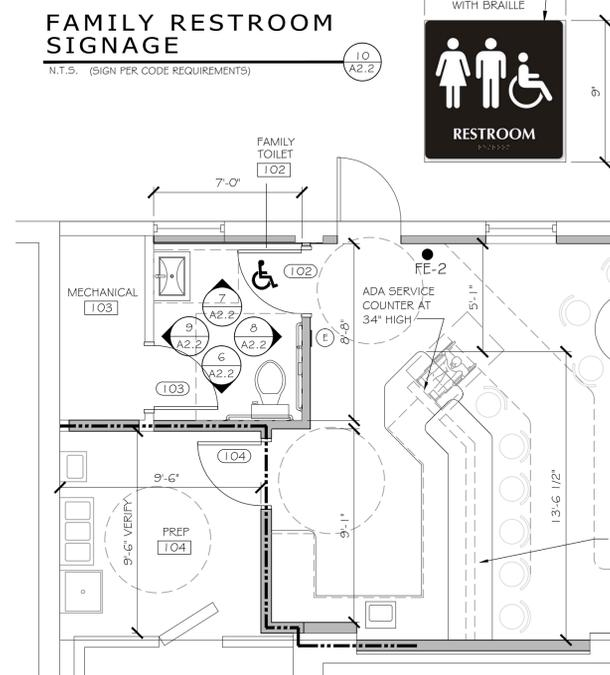 WITH BRAILLE
FAMILY RESTROOM
SIGNAGE
10
A2.2
N.T.S. (SIGN PER CODE REQUIREMENTS)
RESTROOM
9"
FAMILY
TOILET
102
7'-0"
MECHANICAL
103
102
FE-2
ADA SERVICE
COUNTER AT
34" HIGH
5'-1"
7
A2.2
9
A2.2
8
A2.2
6
A2.2
E
8'-8"
103
104
9'-6"
9'-6" VERIFY
PREP
104
9'-1"
13'-6 1/2"